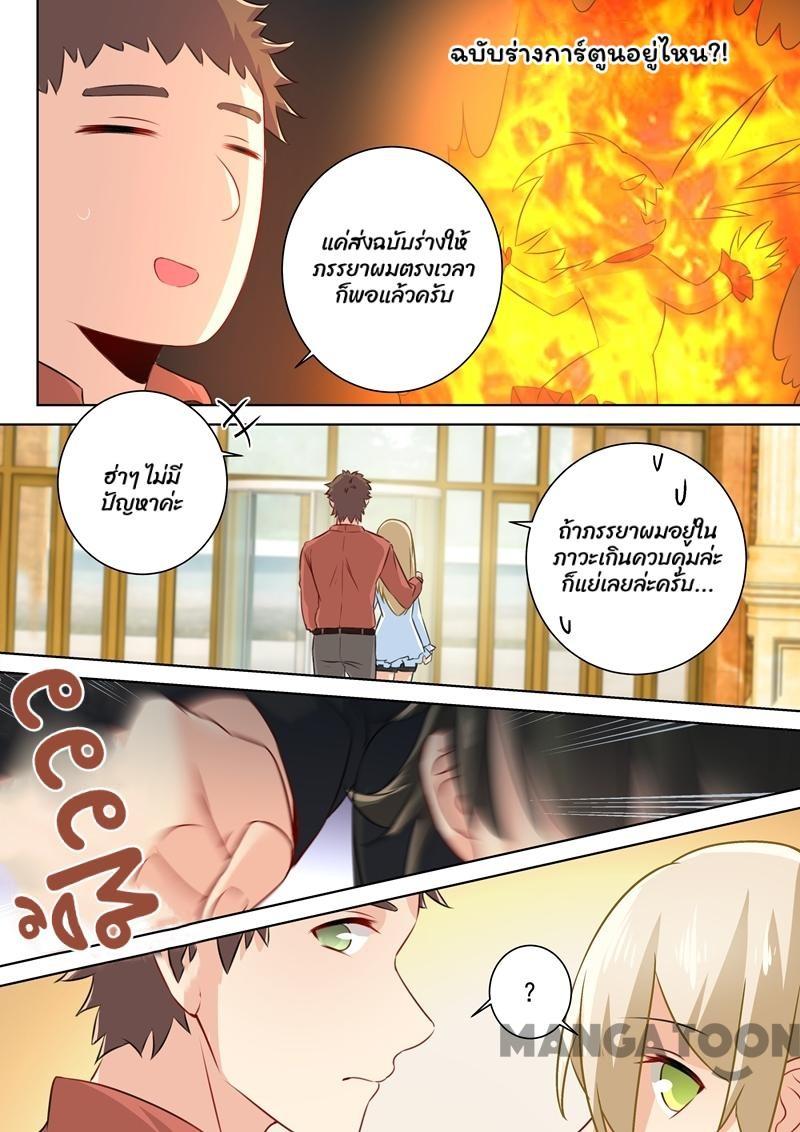 ฉบับร่างการ์ตูนอยู่ไหน?!
แค่ส่งฉบับร่างให้
ภรรยาผมตรงเวลา
ก็พอแล้วครับ
ฮ่าๆ ไม่มี
ปัญหาค่ะ
ถ้าภรรยาผมอยู่ใน
ภาวะเกินควบคุมล่ะ
ก็แย่เลยล่ะครับ...
?
MANGATOON